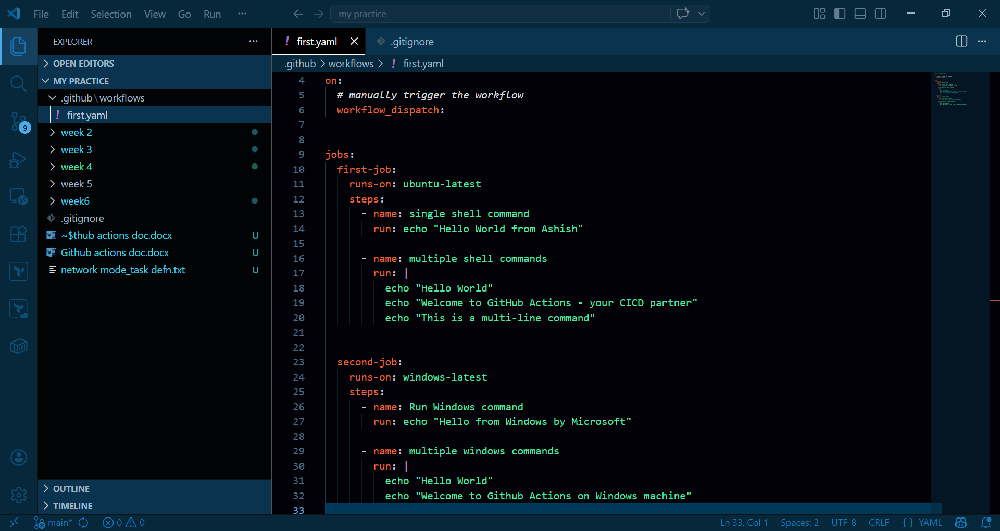 File Edit Selection View Go Run ···
my practice
EXPLORER ···
OPEN EDITORS
MY PRACTICE
.github\workflows
! first.yaml
9
week 2
week 3
week 4
week 5
week6
.gitignore
~$thub actions doc.docx U
Github actions doc.docx U
network mode_task defn.txt U
OUTLINE
TIMELINE
! first.yaml
.gitignore
.github > workflows > ! first.yaml
4 on:
5 # manually trigger the workflow
6 workflow_dispatch:
7
8
9 jobs:
10 first-job:
11 runs-on: ubuntu-latest
12 steps:
13 - name: single shell command
14 run: echo "Hello World from Ashish"
15
16 - name: multiple shell commands
17 run: |
18 echo "Hello World"
19 echo "Welcome to GitHub Actions - your CICD partner"
20 echo "This is a multi-line command"
21
22
23 second-job:
24 runs-on: windows-latest
25 steps:
26 - name: Run Windows command
27 run: echo "Hello from Windows by Microsoft"
28
29 - name: multiple windows commands
30 run: |
31 echo "Hello World"
32 echo "Welcome to Github Actions on Windows machine"
33
main* 0 0 Ln 33, Col 1 Spaces: 2 UTF-8 CRLF { } YAML